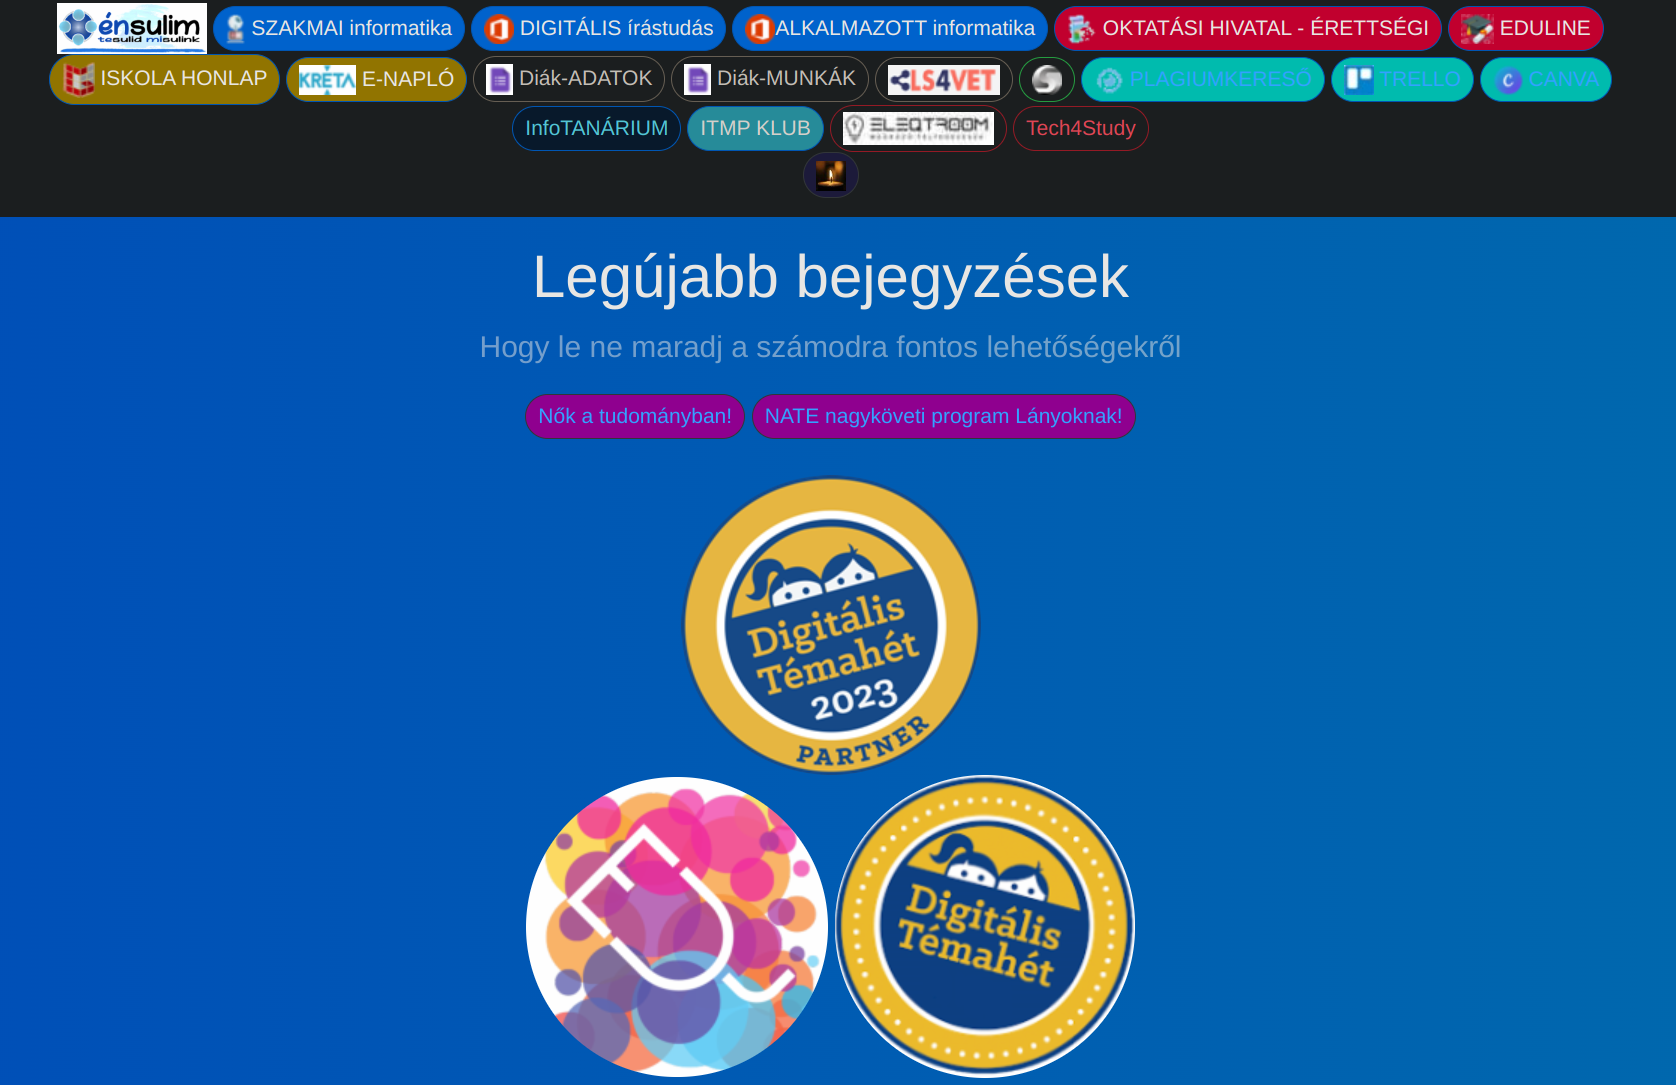 énsulim
tesulid misulink
SZAKMAI informatika
DIGITÁLIS írástudás
ALKALMAZOTT informatika
OKTATÁSI HIVATAL - ÉRETTSÉGI
EDULINE
ISKOLA HONLAP
KRÉTA E-NAPLÓ
Diák-ADATOK
Diák-MUNKÁK
LS4VET
PLÁGIUMKERESŐ
TRELLO
CANVA
InfoTANÁRIUM
ITMP KLUB
ELEQTROOM
Tech4Study
Legújabb bejegyzések
Hogy le ne maradj a számodra fontos lehetőségekről
Nők a tudományban!
NATE nagyköveti program Lányoknak!
Digitális
Témahét
2023
PARTNER
Digitális
Témahét